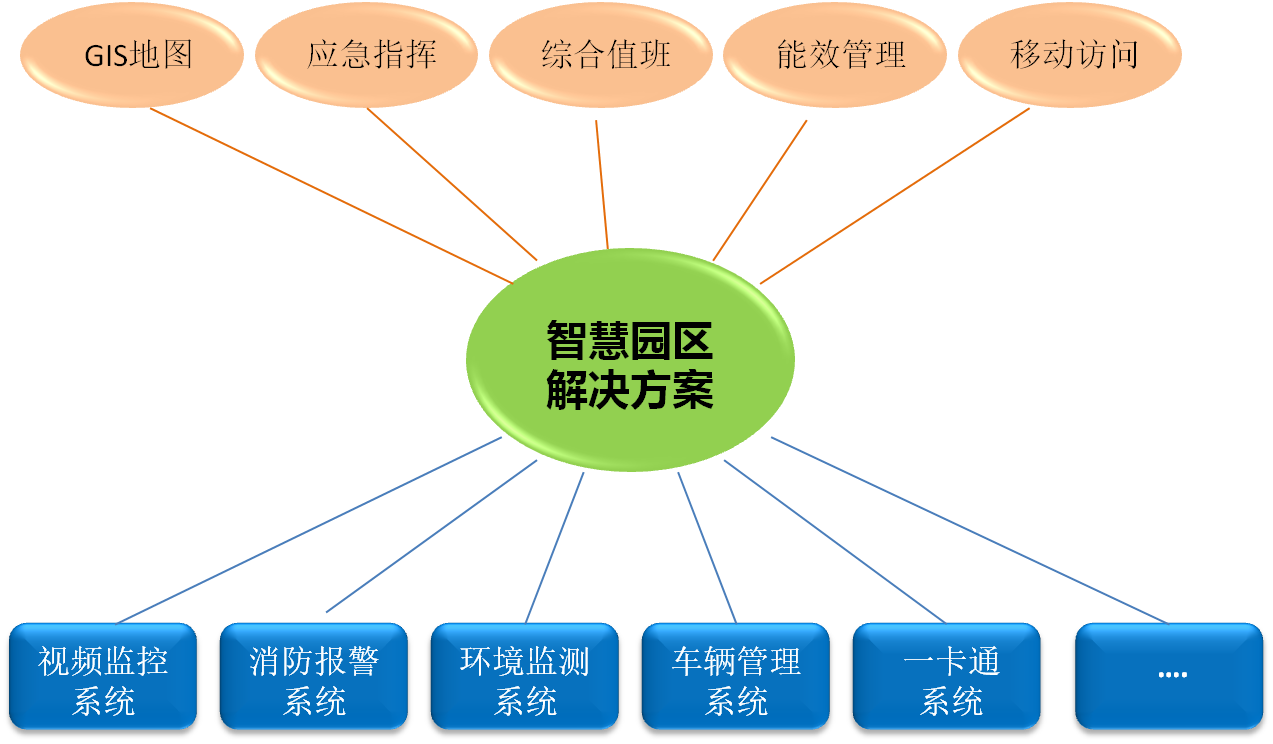 GIS地图
应急指挥
综合值班
能效管理
移动访问
智慧园区
解决方案
视频监控
系统
消防报警
系统
环境监测
系统
车辆管理
系统
一卡通
系统
....